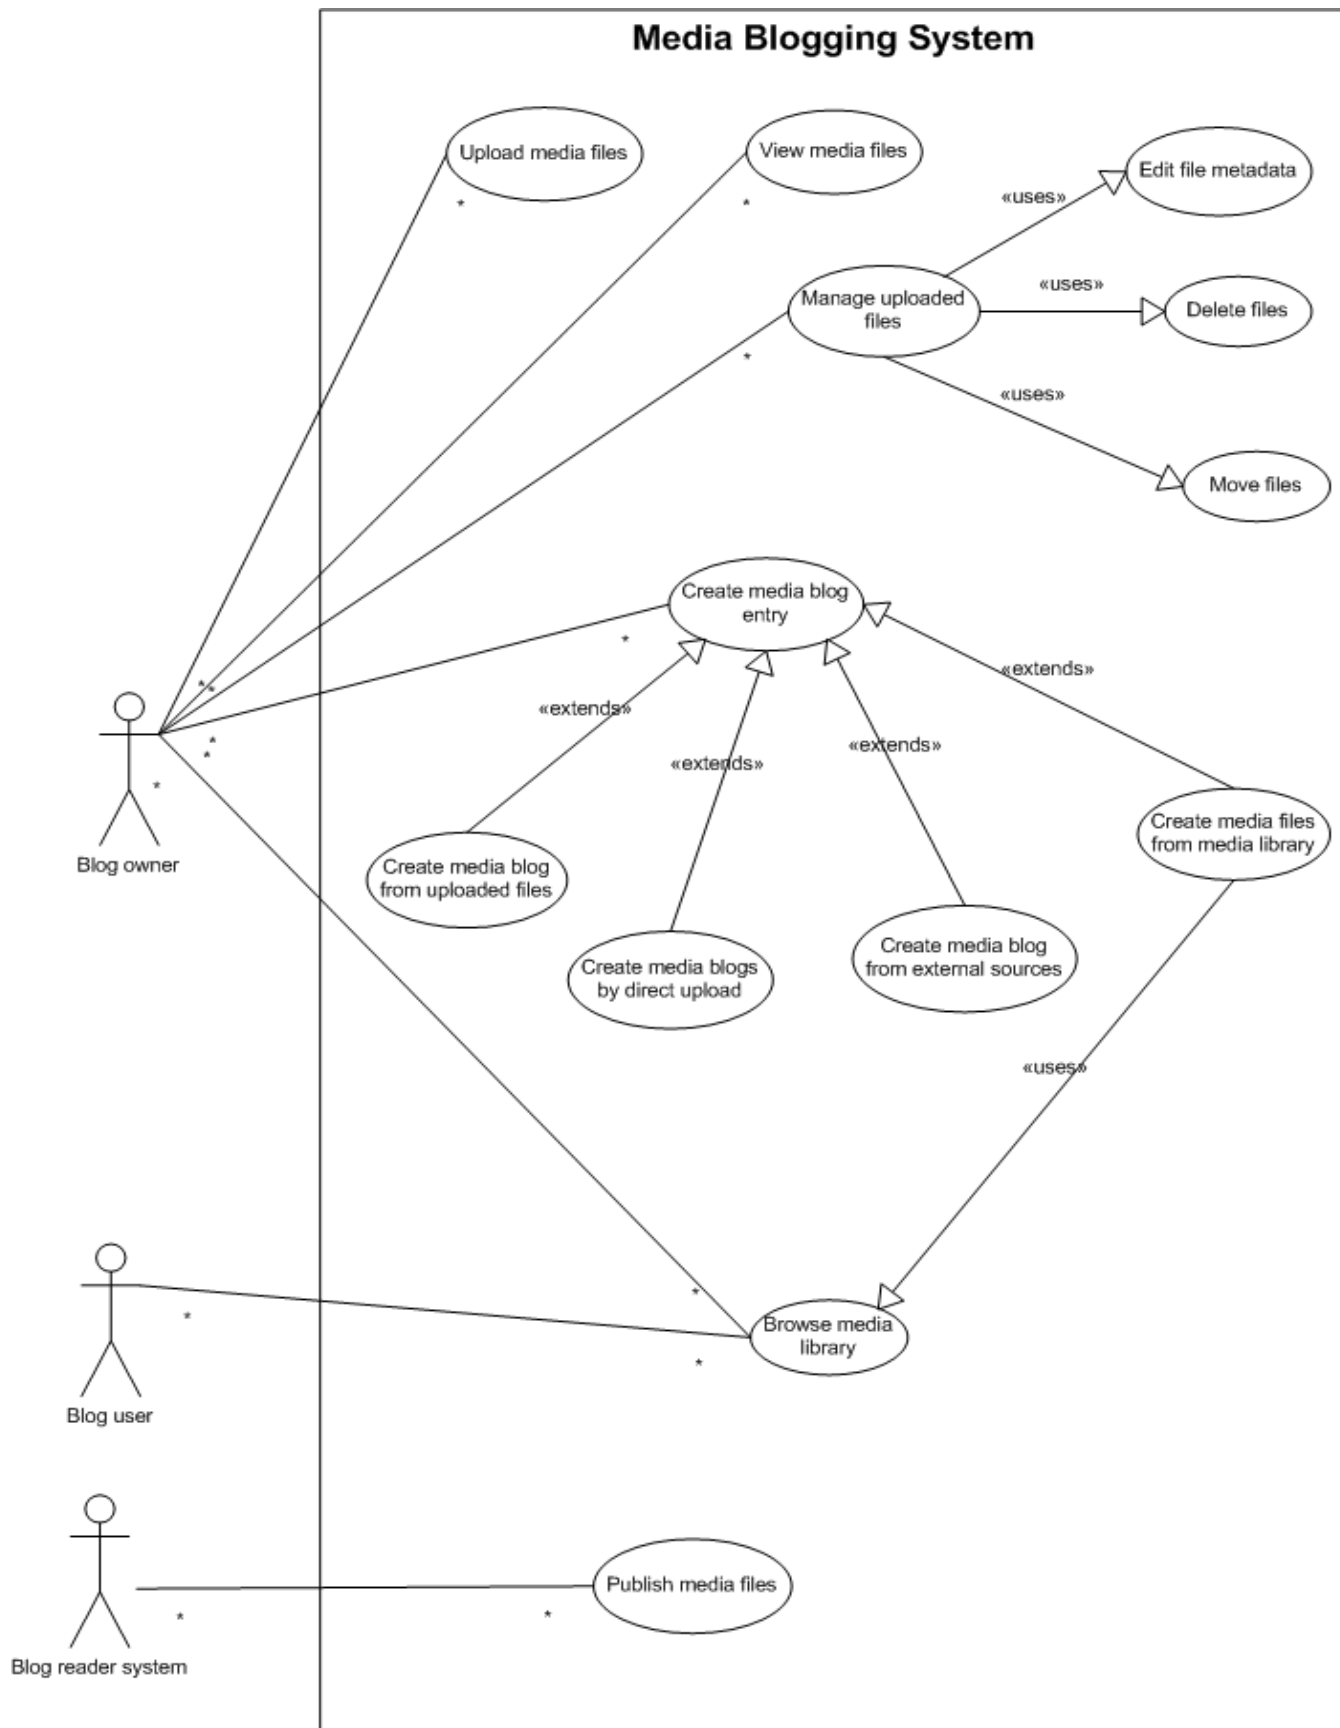 Media Blogging System
Upload media files
*
View media files
*
Edit file metadata
«uses»
Manage uploaded
files
*
«uses»
Delete files
«uses»
Move files
Create media blog
entry
*
«extends»
«extends»
«extends»
«extends»
**
*
*
*
Blog owner
Create media blog
from uploaded files
Create media blogs
by direct upload
Create media blog
from external sources
Create media files
from media library
«uses»
*
*
Browse media
library
*
Blog user
Publish media files
*
*
Blog reader system